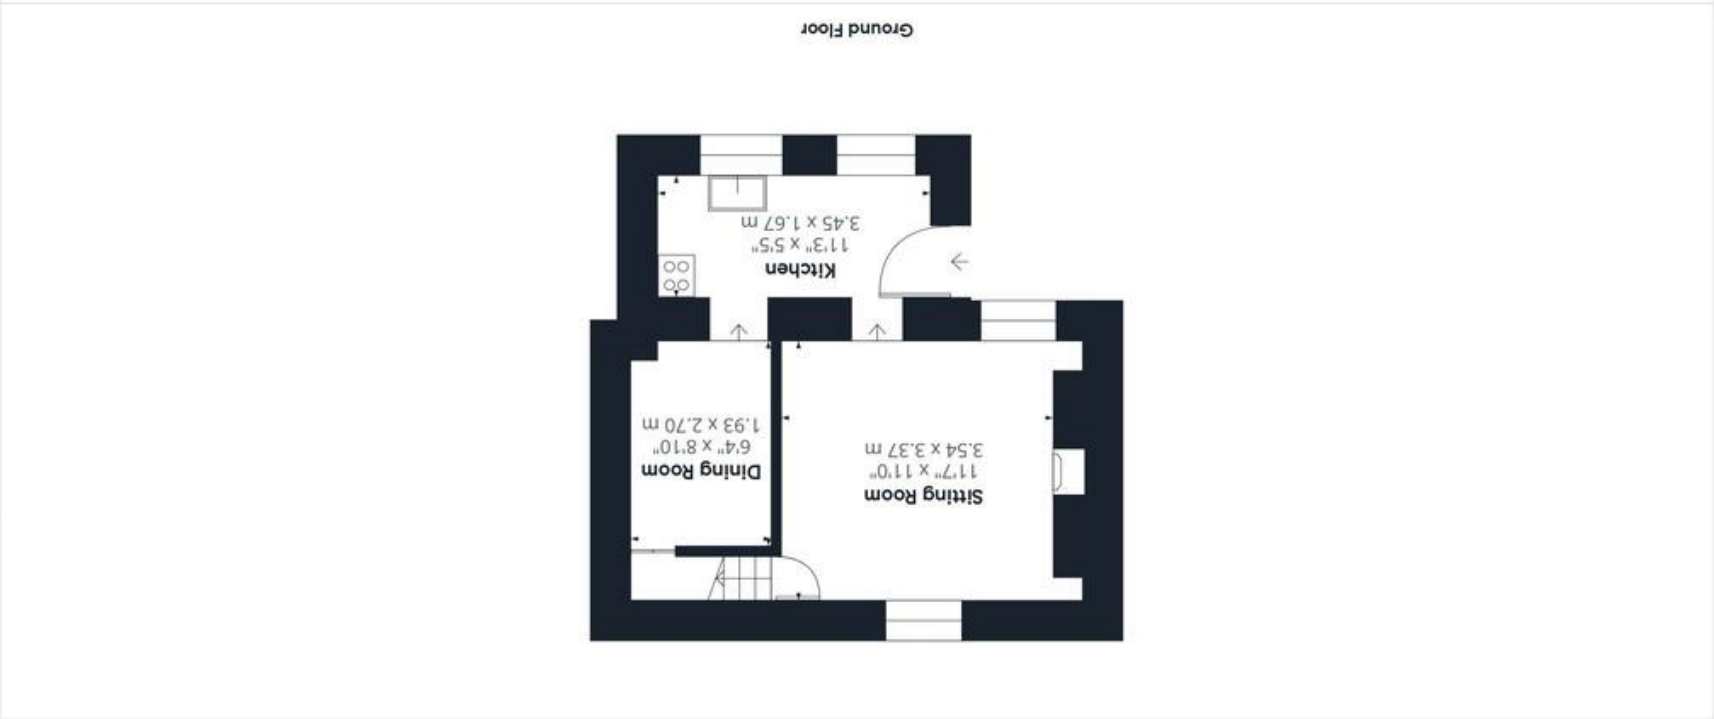 Sitting Room
11'7" x 11'0"
3.54 x 3.37 m
Dining Room
6'4" x 8'10"
1.93 x 2.70 m
Kitchen
11'3" x 5'5"
3.45 x 1.67 m
Ground Floor